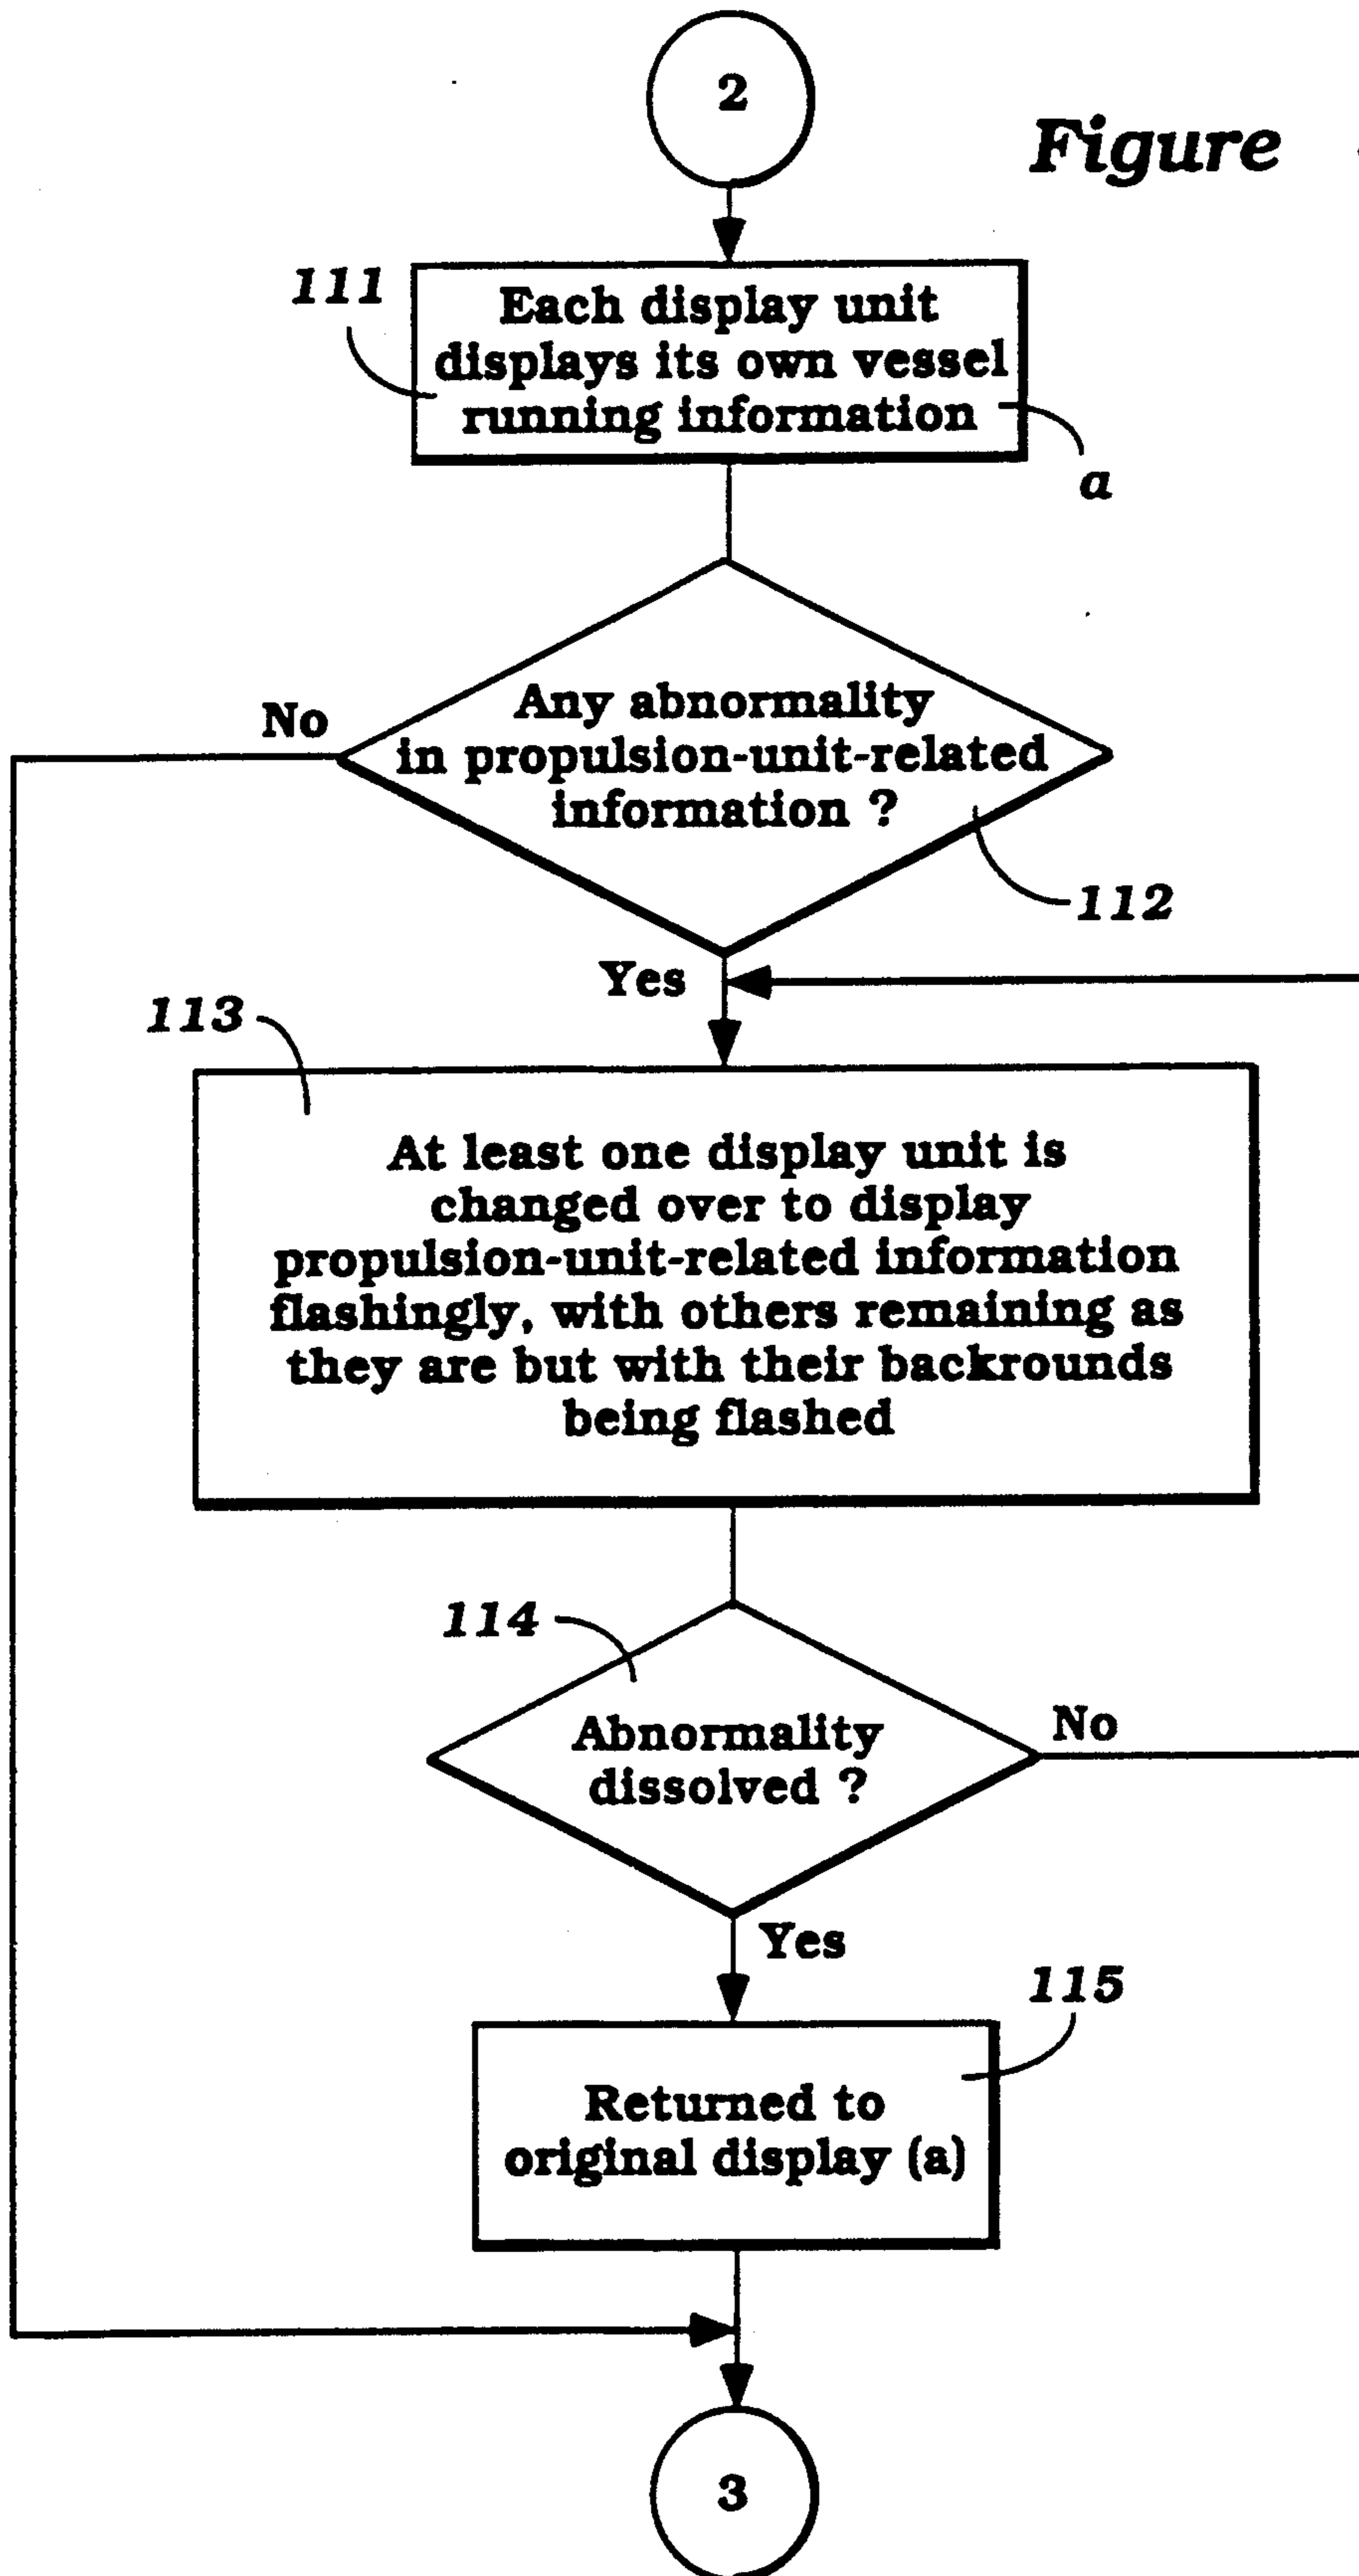 2
Figure
111
Each display unit
displays its own vessel
running information
a
Any abnormality
in propulsion-unit-related
information ?
No
112
Yes
113
At least one display unit is
changed over to display
propulsion-unit-related information
flashingly, with others remaining as
they are but with their backrounds
being flashed
114
Abnormality
dissolved ?
No
Yes
115
Returned to
original display (a)
3